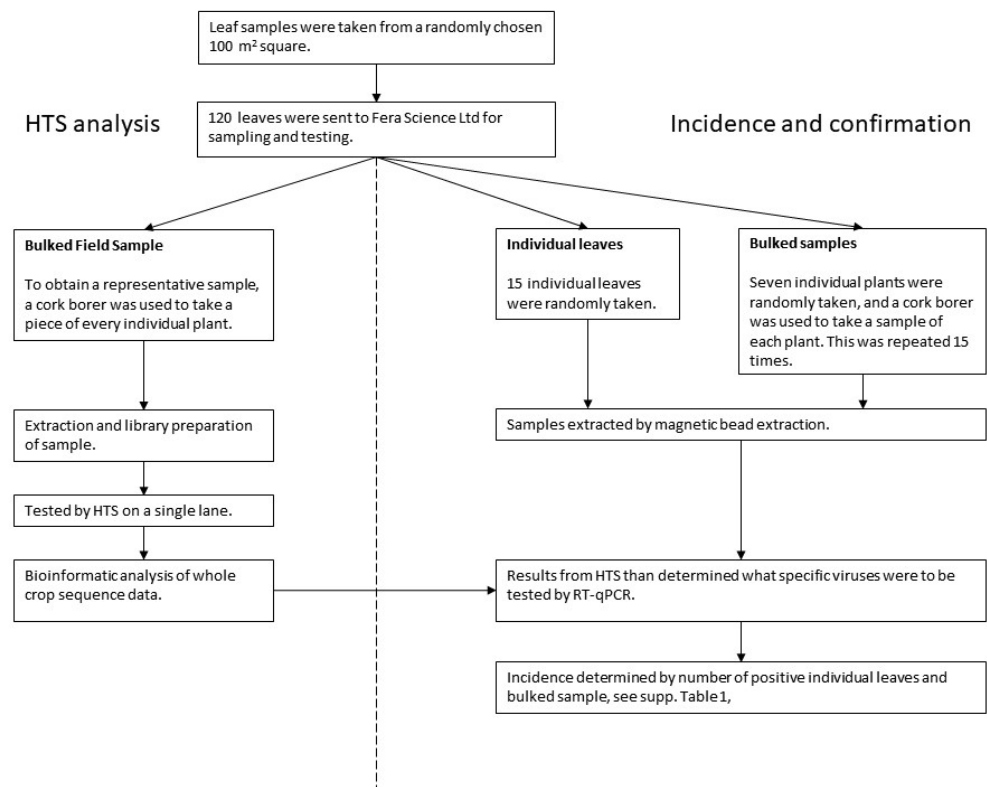 Leaf samples were taken from a randomly chosen
100 m² square.
HTS analysis
120 leaves were sent to Fera Science Ltd for
sampling and testing.
Incidence and confirmation
Bulked Field Sample
To obtain a representative sample,
a cork borer was used to take a
piece of every individual plant.
Individual leaves
15 individual leaves
were randomly taken.
Bulked samples
Seven individual plants were
randomly taken, and a cork borer
was used to take a sample of
each plant. This was repeated 15
times.
Extraction and library preparation
of sample.
Samples extracted by magnetic bead extraction.
Tested by HTS on a single lane.
Bioinformatic analysis of whole
crop sequence data.
Results from HTS than determined what specific viruses were to be
tested by RT-qPCR.
Incidence determined by number of positive individual leaves and
bulked sample, see supp. Table 1,